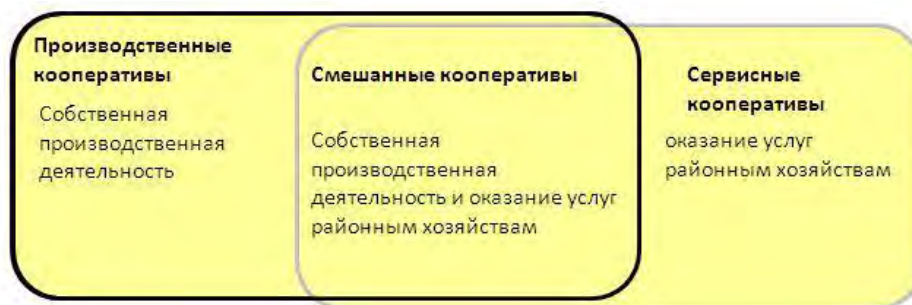 Производственные
кооперативы
Собственная
производственная
деятельность
Смешанные кооперативы
Собственная
производственная
деятельность и оказание услуг
районным хозяйствам
Сервисные
кооперативы
оказание услуг
районным хозяйствам